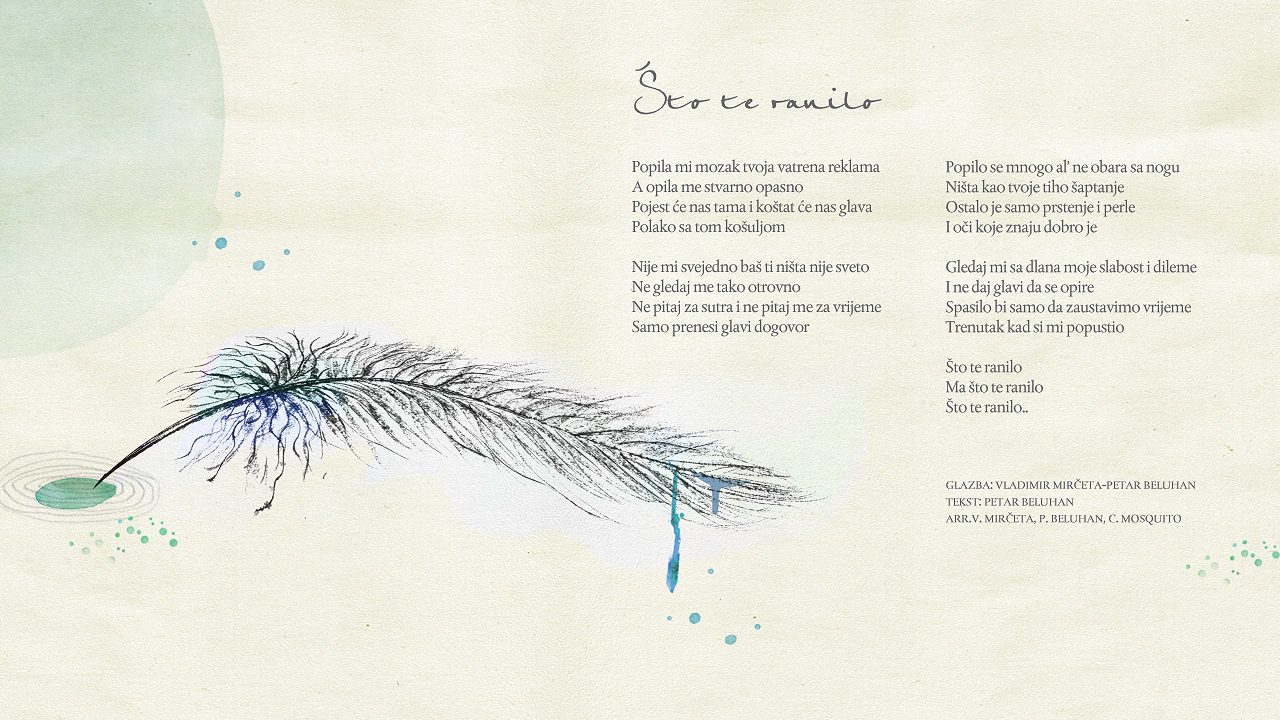 Što te ranilo
Popila mi mozak tvoja vatrena reklama
A opila me stvarno opasno
Pojest će nas tama i koštat će nas glava
Polako sa tom košuljom
Nije mi svejedno baš ti ništa nije sveto
Ne gledaj me tako otrovno
Ne pitaj za sutra i ne pitaj me za vrijeme
Samo prenesi glavi dogovor
Popilo se mnogo al' ne obara sa nogu
Ništa kao tvoje tiho šaptanje
Ostalo je samo prstenje i perle
I oči koje znaju dobro je
Gledaj mi sa dlana moje slabost i dileme
I ne daj glavi da se opire
Spasilo bi samo da zaustavimo vrijeme
Trenutak kad si mi popustio
Što te ranilo
Ma što te ranilo
Što te ranilo..
GLAZBA: VLADIMIR MIRČETA-PETAR BELUHAN
TEKST: PETAR BELUHAN
ARR.V. MIRČETA, P. BELUHAN, C. MOSQUITO